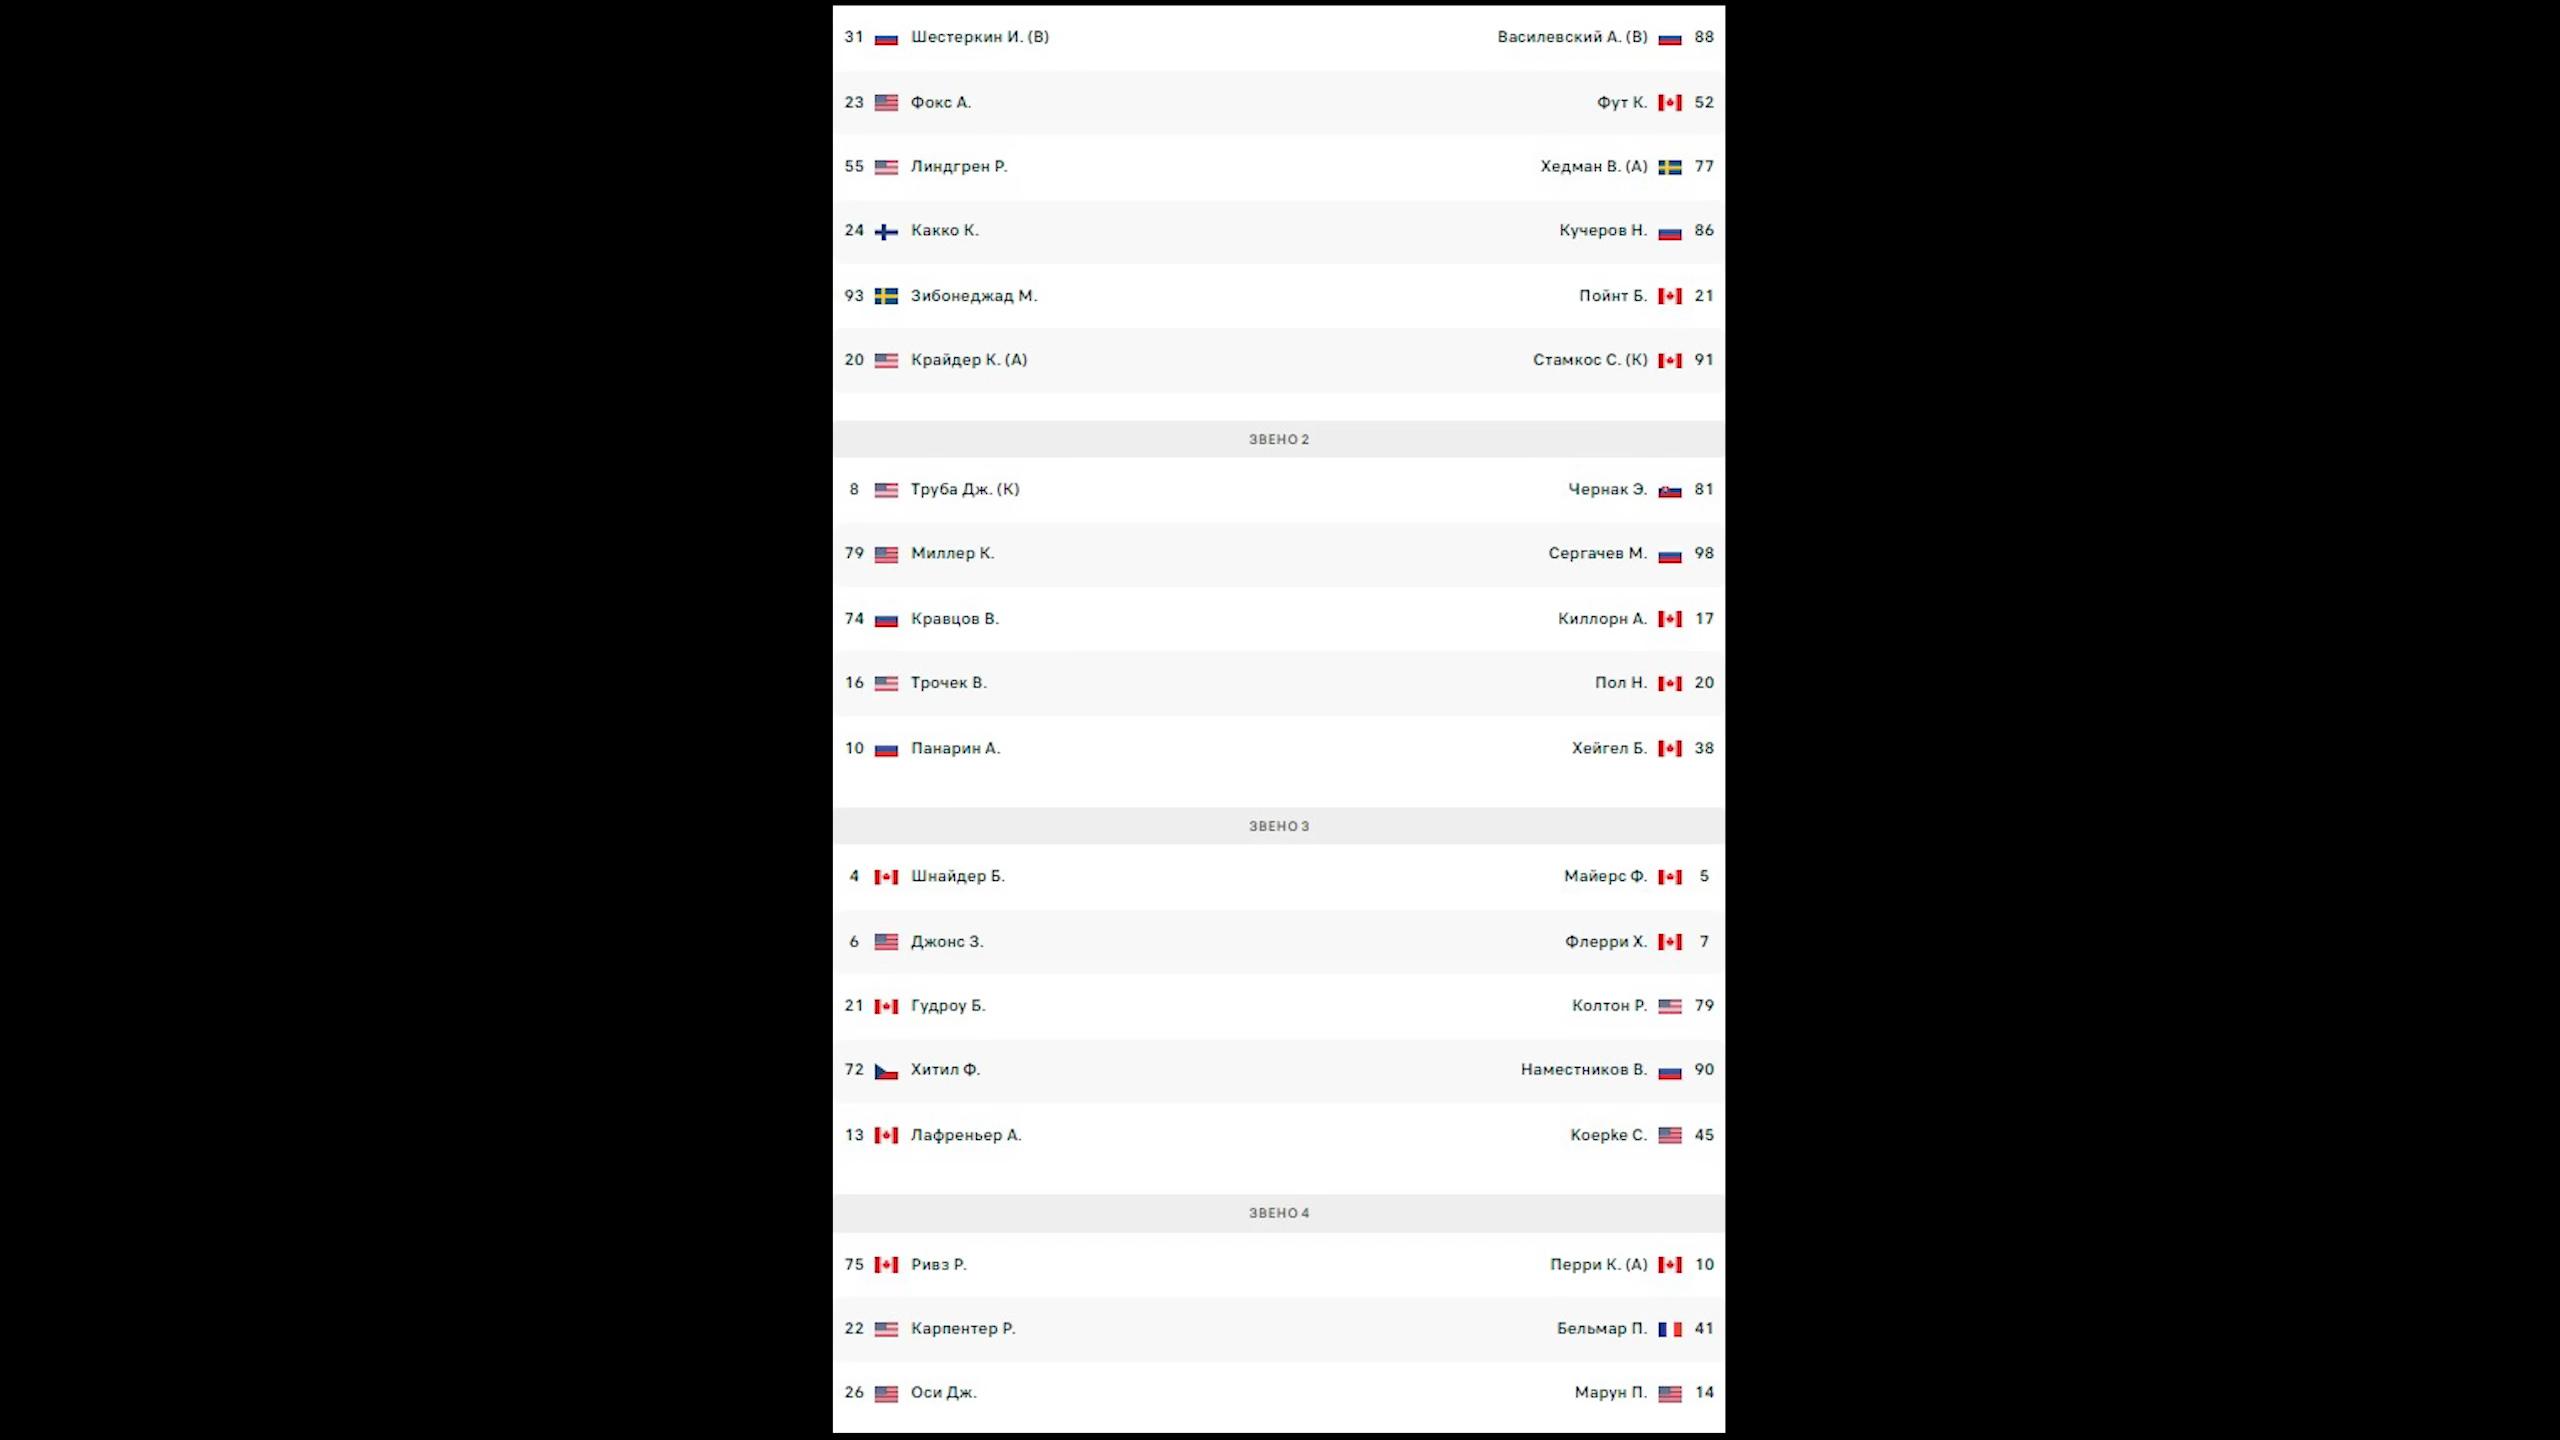 31 Шестеркин И. (В) Василевский А. (В) 88
23 Фокс А. Фут К. 52
55 Линдгрен Р. Хедман В. (А) 77
24 Какко К. Кучеров Н. 86
93 Зибонеджад М. Пойнт Б. 21
20 Крайдер К. (А) Стамкос С. (К) 91
ЗВЕНО 2
8 Труба Дж. (К) Чернак Э. 81
79 Миллер К. Сергачев М. 98
74 Кравцов В. Киллорн А. 17
16 Трочек В. Пол Н. 20
10 Панарин А. Хейгел Б. 38
ЗВЕНО 3
4 Шнайдер Б. Майерс Ф. 5
6 Джонс З. Флерри Х. 7
21 Гудроу Б. Колтон Р. 79
72 Хитил Ф. Наместников В. 90
13 Лафреньер А. Koepke C. 45
ЗВЕНО 4
75 Ривз Р. Перри К. (А) 10
22 Карпентер Р. Бельмар П. 41
26 Оси Дж. Марун П. 14